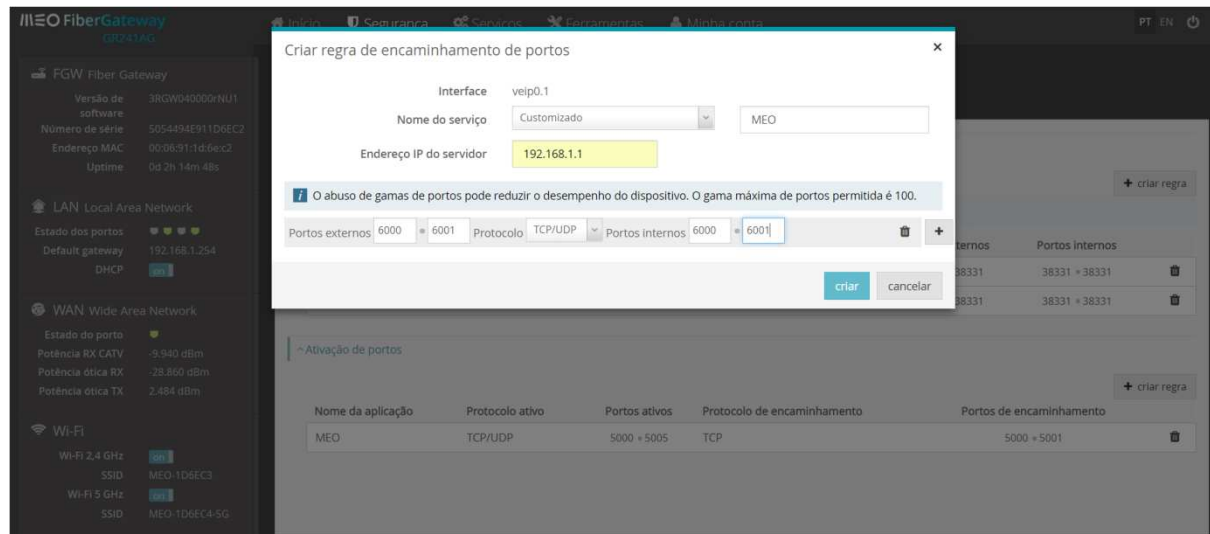 MEO FiberGateway
GR241AG
Início Segurança Serviços Ferramentas Minha conta
PT EN
FGW Fiber Gateway
Versão de software 3RGW040000rNU1
Número de série 5054494E911D6EC2
Endereço MAC 00:06:91:1d:6e:c2
Uptime 0d 2h 14m 48s
LAN Local Area Network
Estado dos portos
Default gateway 192.168.1.254
DHCP on
WAN Wide Area Network
Estado do porto
Potência RX CATV -9.940 dBm
Potência ótica RX -28.860 dBm
Potência ótica TX 2.484 dBm
Wi-Fi
Wi-Fi 2,4 GHz on
SSID MEO-1D6EC3
Wi-Fi 5 GHz on
SSID MEO-1D6EC4-5G
Criar regra de encaminhamento de portos ×
Interface veip0.1
Nome do serviço Customizado MEO
Endereço IP do servidor 192.168.1.1
O abuso de gamas de portos pode reduzir o desempenho do dispositivo. O gama máxima de portos permitida é 100.
Portos externos 6000 6001 Protocolo TCP/UDP Portos internos 6000 6001 +
criar cancelar
+ criar regra
ternos Portos internos
38331 38331 38331
38331 38331 38331
Ativação de portos
+ criar regra
Nome da aplicação Protocolo ativo Portos ativos Protocolo de encaminhamento Portos de encaminhamento
MEO TCP/UDP 5000 5005 TCP 5000 5001